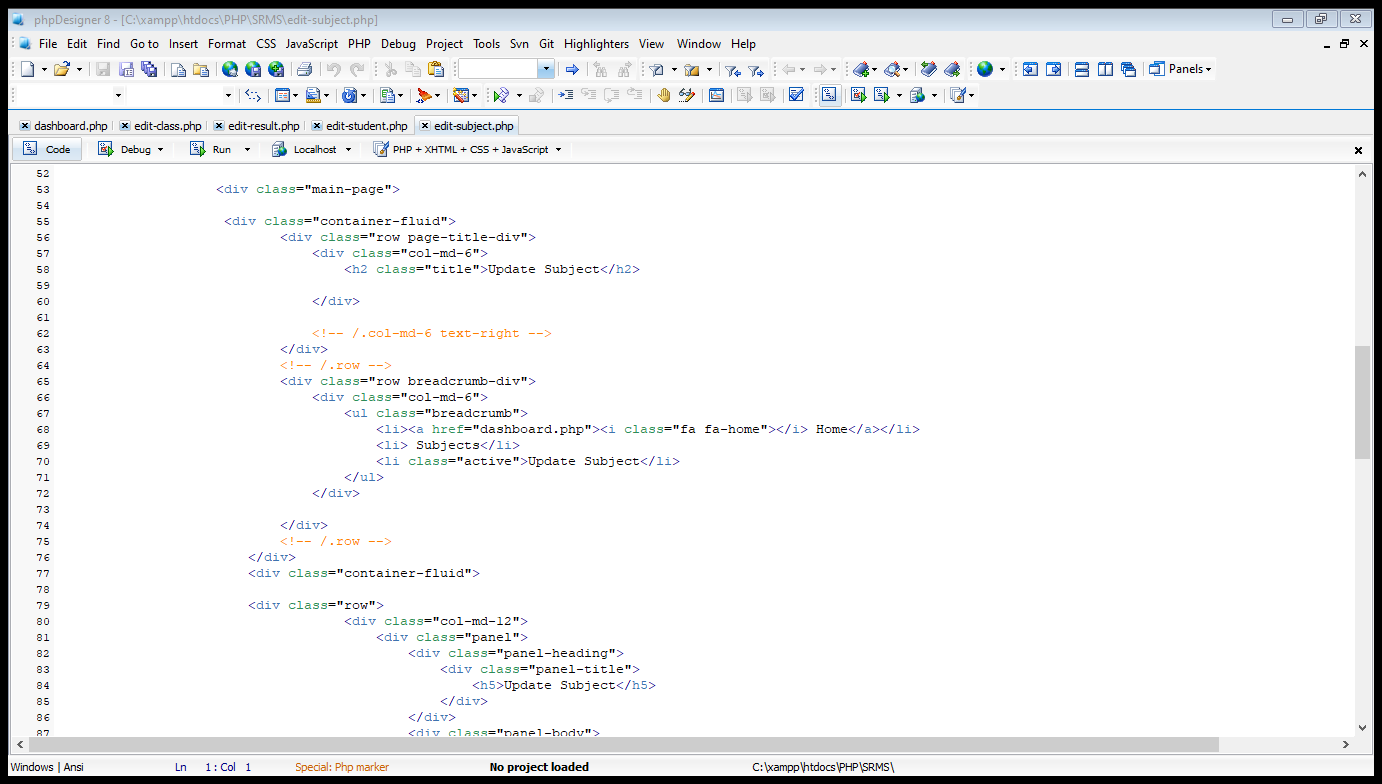 phpDesigner 8 - [C:\xampp\htdocs\PHP\SRMS\edit-subject.php]
File Edit Find Go to Insert Format CSS JavaScript PHP Debug Project Tools Svn Git Highlighters View Window Help
Panels
dashboard.php edit-class.php edit-result.php edit-student.php edit-subject.php
Code Debug Run Localhost PHP + XHTML + CSS + JavaScript
52
53 <div class="main-page">
54
55 <div class="container-fluid">
56 <div class="row page-title-div">
57 <div class="col-md-6">
58 <h2 class="title">Update Subject</h2>
59
60 </div>
61
62 <!-- /.col-md-6 text-right -->
63 </div>
64 <!-- /.row -->
65 <div class="row breadcrumb-div">
66 <div class="col-md-6">
67 <ul class="breadcrumb">
68 <li><a href="dashboard.php"><i class="fa fa-home"></i> Home</a></li>
69 <li> Subjects</li>
70 <li class="active">Update Subject</li>
71 </ul>
72 </div>
73
74 </div>
75 <!-- /.row -->
76 </div>
77 <div class="container-fluid">
78
79 <div class="row">
80 <div class="col-md-12">
81 <div class="panel">
82 <div class="panel-heading">
83 <div class="panel-title">
84 <h5>Update Subject</h5>
85 </div>
86 </div>
87 <div class="panel-body">
Windows | Ansi Ln 1 : Col 1 Special: Php marker No project loaded C:\xampp\htdocs\PHP\SRMS\